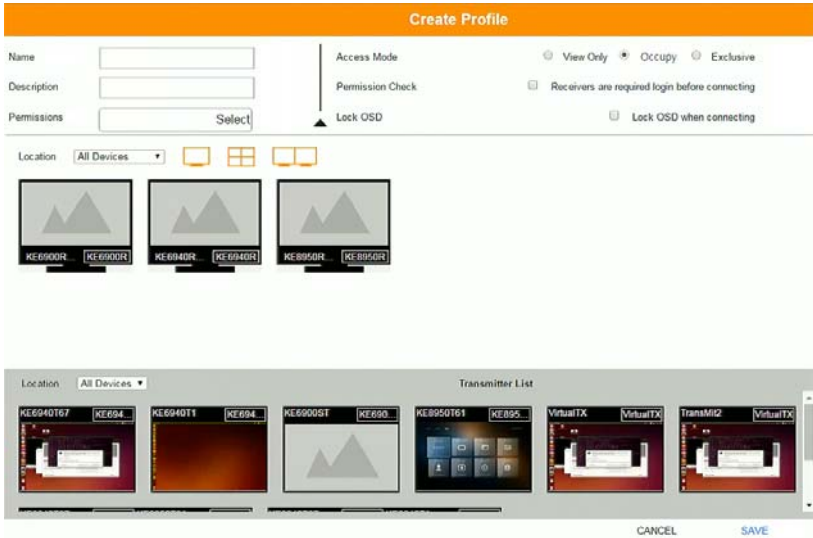 Create Profile
Name
Access Mode
View Only
Occupy
Exclusive
Description
Permission Check
Receivers are required login before connecting
Permissions
Select
Lock OSD
Lock OSD when connecting
Location
All Devices
KE6900R...
KE6900R
KE6940R...
KE6940R
KE8950R...
KE8950R
Location
All Devices
Transmitter List
KE6940T67
KE694...
KE6940T1
KE694...
KE6900ST
KE690...
KE8950T61
KE895...
VirtualTX
VirtualTX
TransMit2
VirtualTX
CANCEL
SAVE